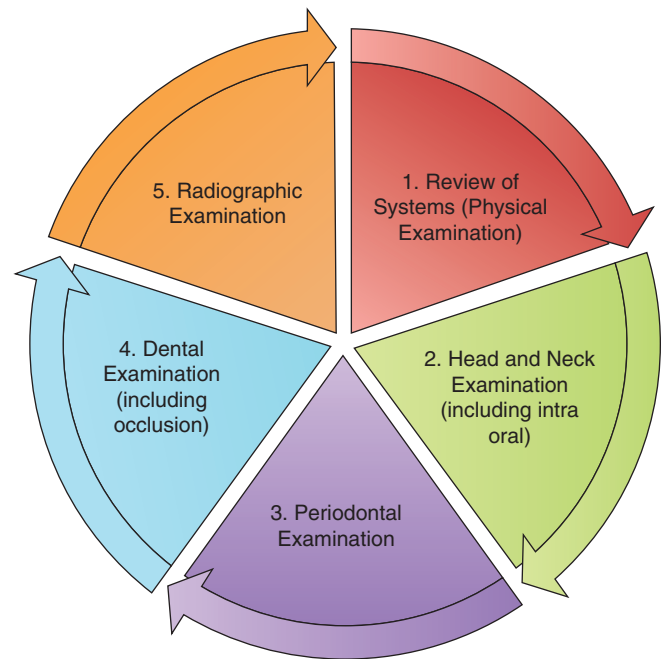 1. Review of
Systems (Physical
Examination)
2. Head and Neck
Examination
(including intra
oral)
3. Periodontal
Examination
4. Dental
Examination
(including
occlusion)
5. Radiographic
Examination